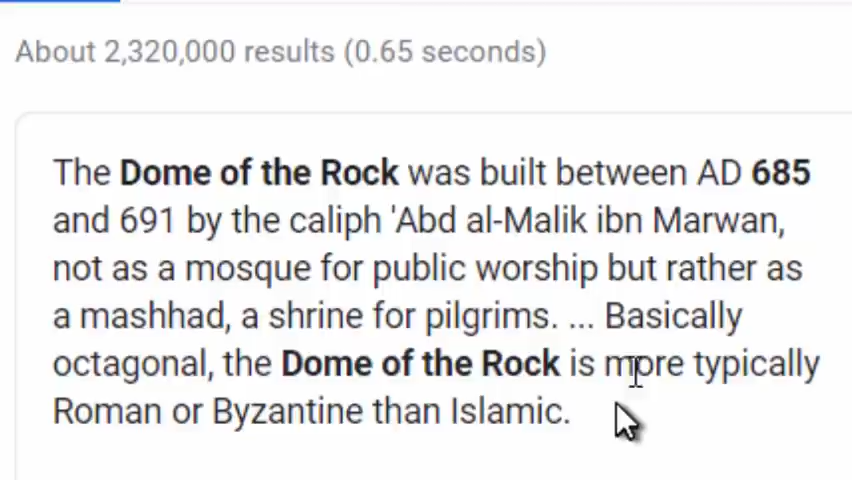 About 2,320,000 results (0.65 seconds)
The Dome of the Rock was built between AD 685
and 691 by the caliph 'Abd al-Malik ibn Marwan,
not as a mosque for public worship but rather as
a mashhad, a shrine for pilgrims. ... Basically
octagonal, the Dome of the Rock is more typically
Roman or Byzantine than Islamic.